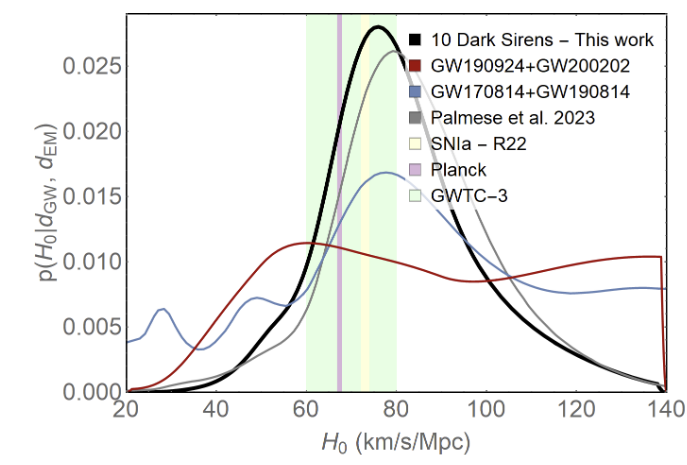 10 Dark Sirens – This work
GW190924+GW200202
GW170814+GW190814
Palmese et al. 2023
SNIa – R22
Planck
GWTC–3
p(H₀|d_GW, d_EM)
0.025
0.020
0.015
0.010
0.005
0.000
20 40 60 80 100 120 140
H₀ (km/s/Mpc)